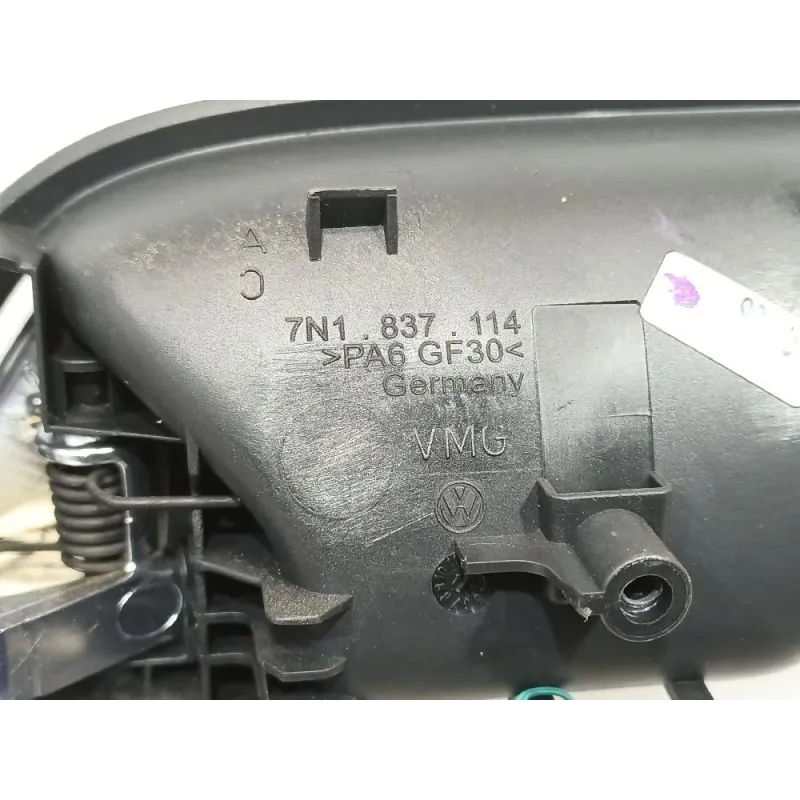 A
C
7N1 . 837 . 114
>PA6 GF30<
Germany
VMG